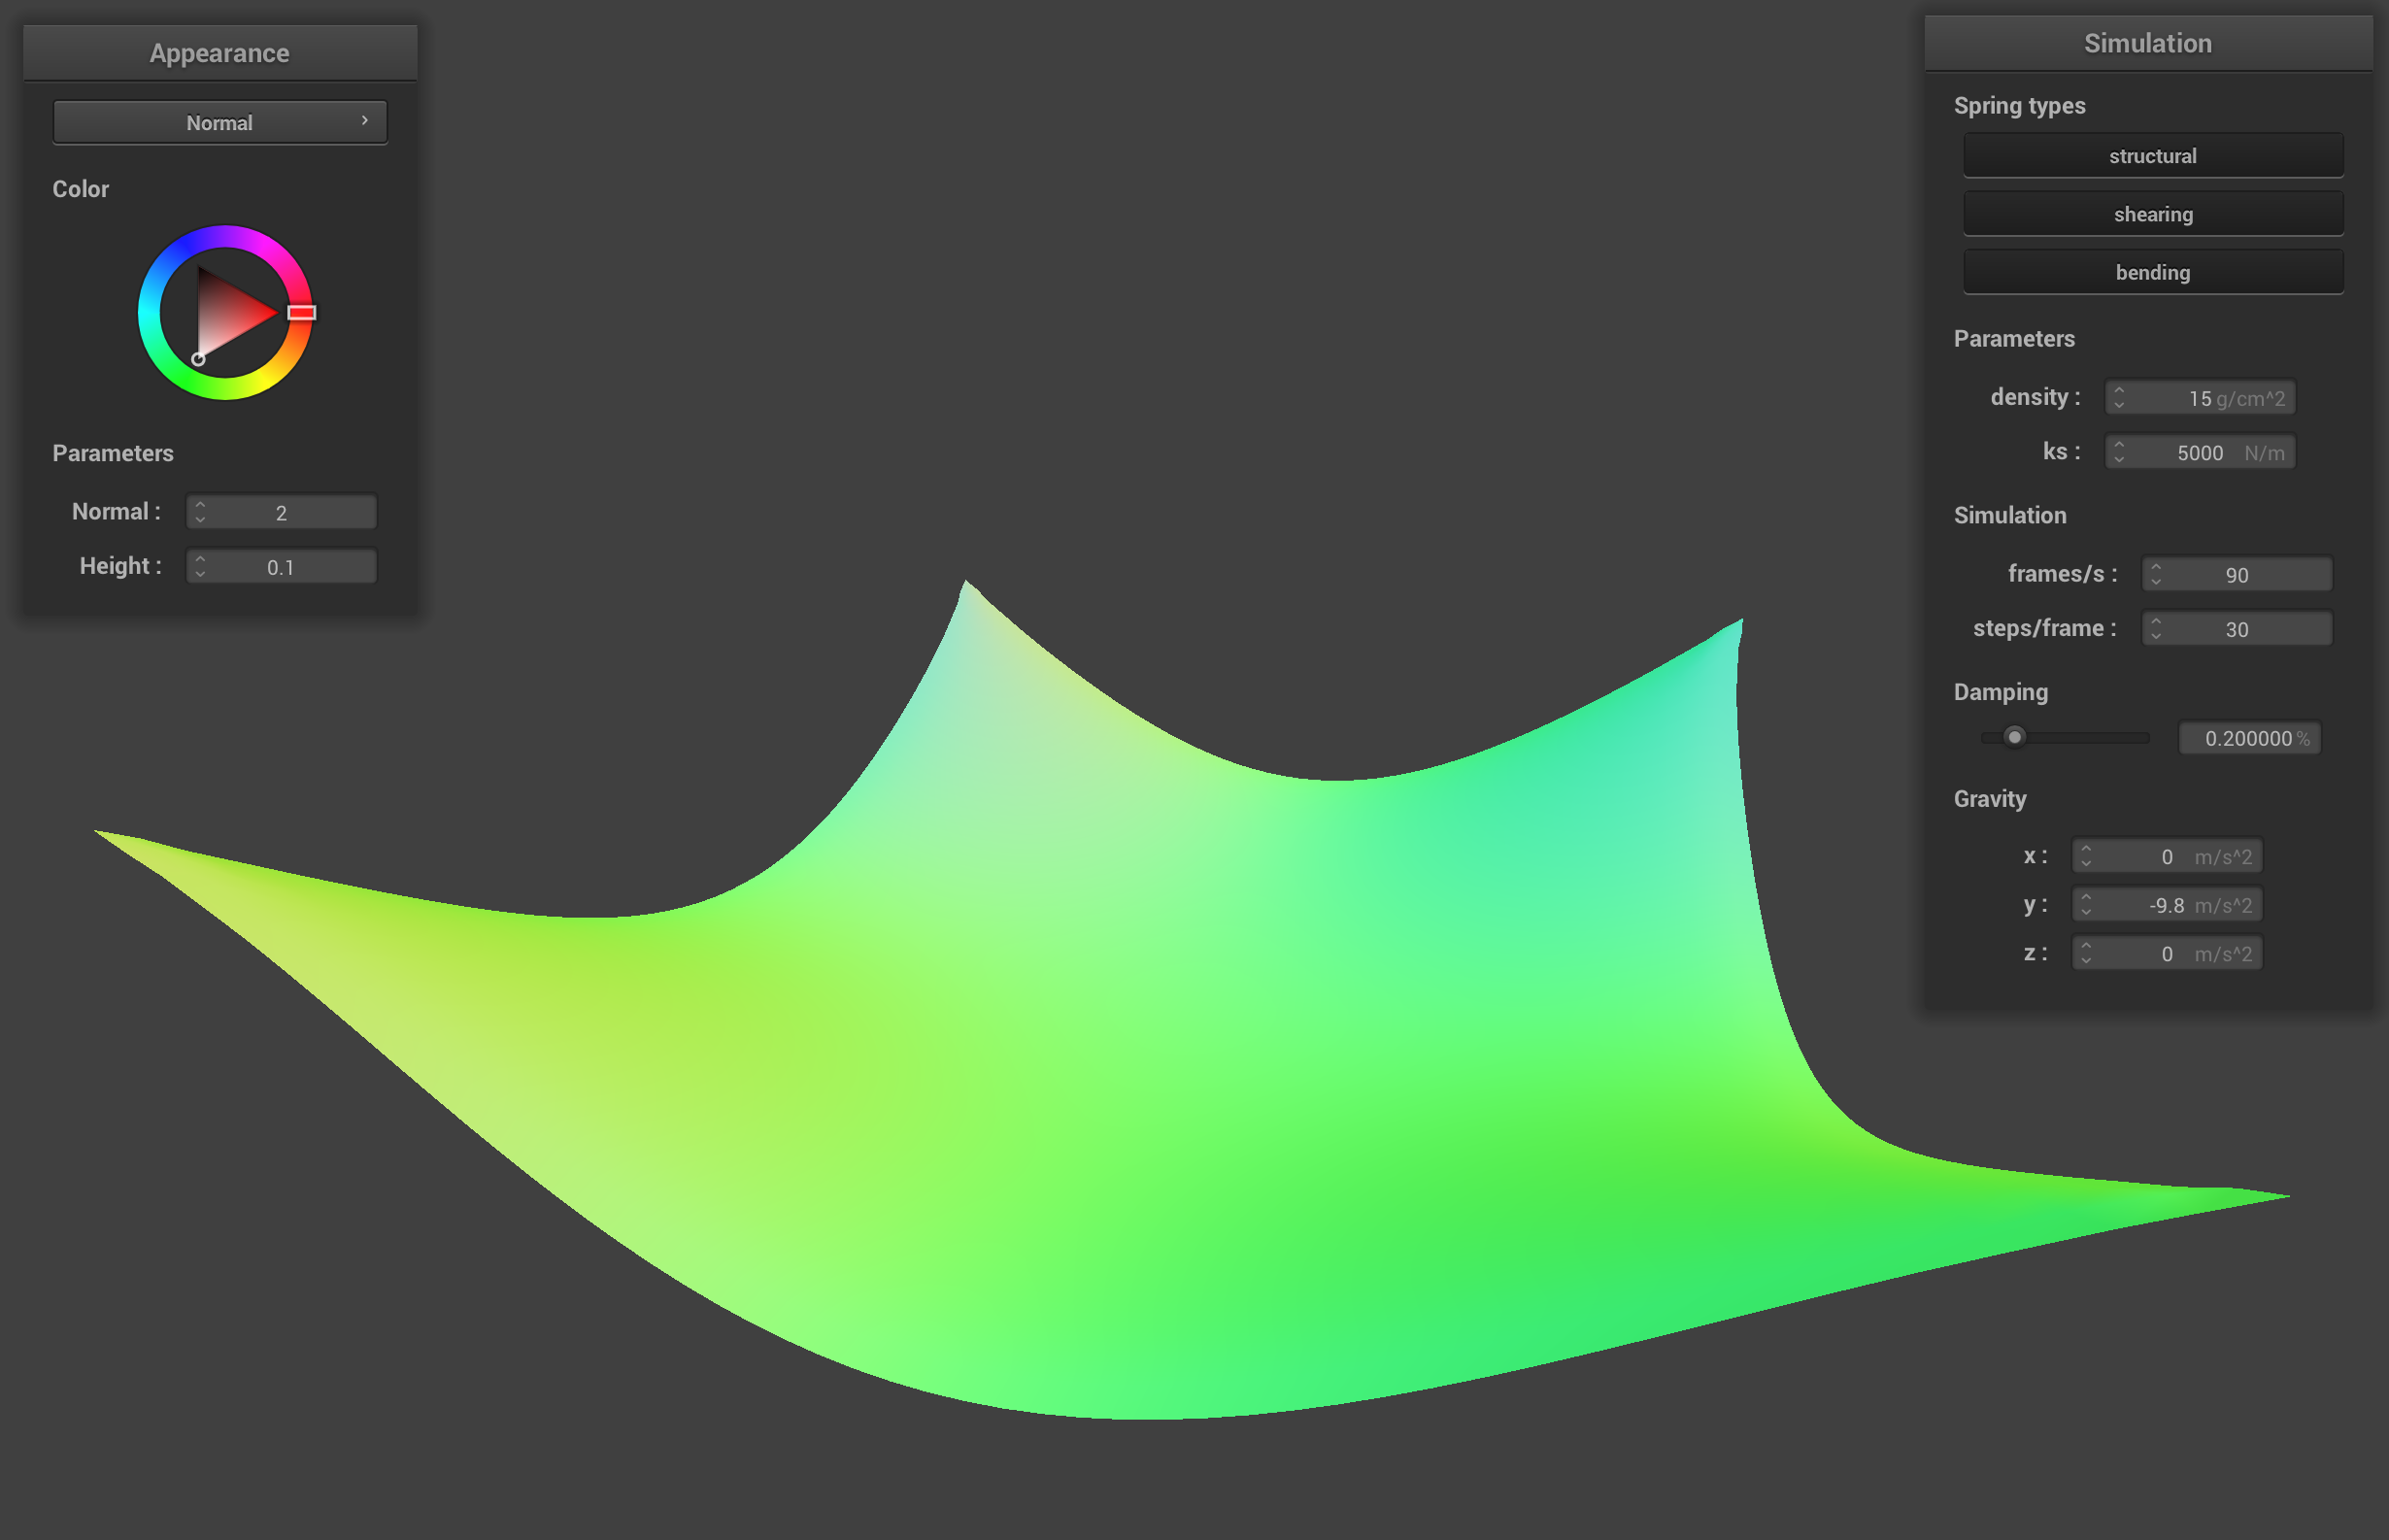 Appearance
Normal
Color
Parameters
Normal : 2
Height : 0.1
Simulation
Spring types
structural
shearing
bending
Parameters
density : 15 g/cm^2
ks : 5000 N/m
Simulation
frames/s : 90
steps/frame : 30
Damping
0.200000 %
Gravity
x : 0 m/s^2
y : -9.8 m/s^2
z : 0 m/s^2